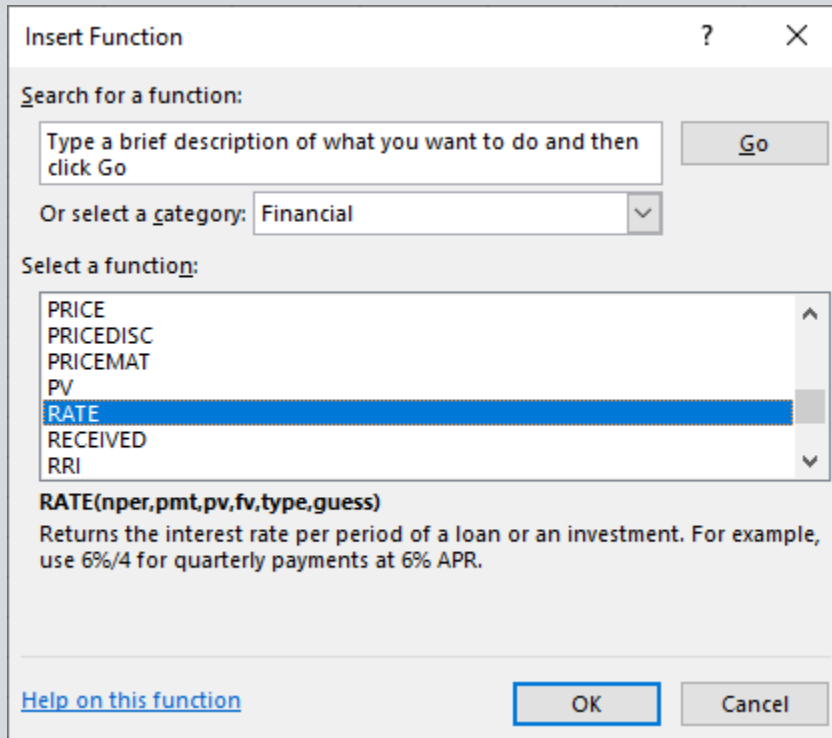 Insert Function ? ×
Search for a function:
Type a brief description of what you want to do and then
click Go
Go
Or select a category: Financial
Select a function:
PRICE
PRICEDISC
PRICEMAT
PV
RATE
RECEIVED
RRI
RATE(nper,pmt,pv,fv,type,guess)
Returns the interest rate per period of a loan or an investment. For example,
use 6%/4 for quarterly payments at 6% APR.
Help on this function
OK
Cancel